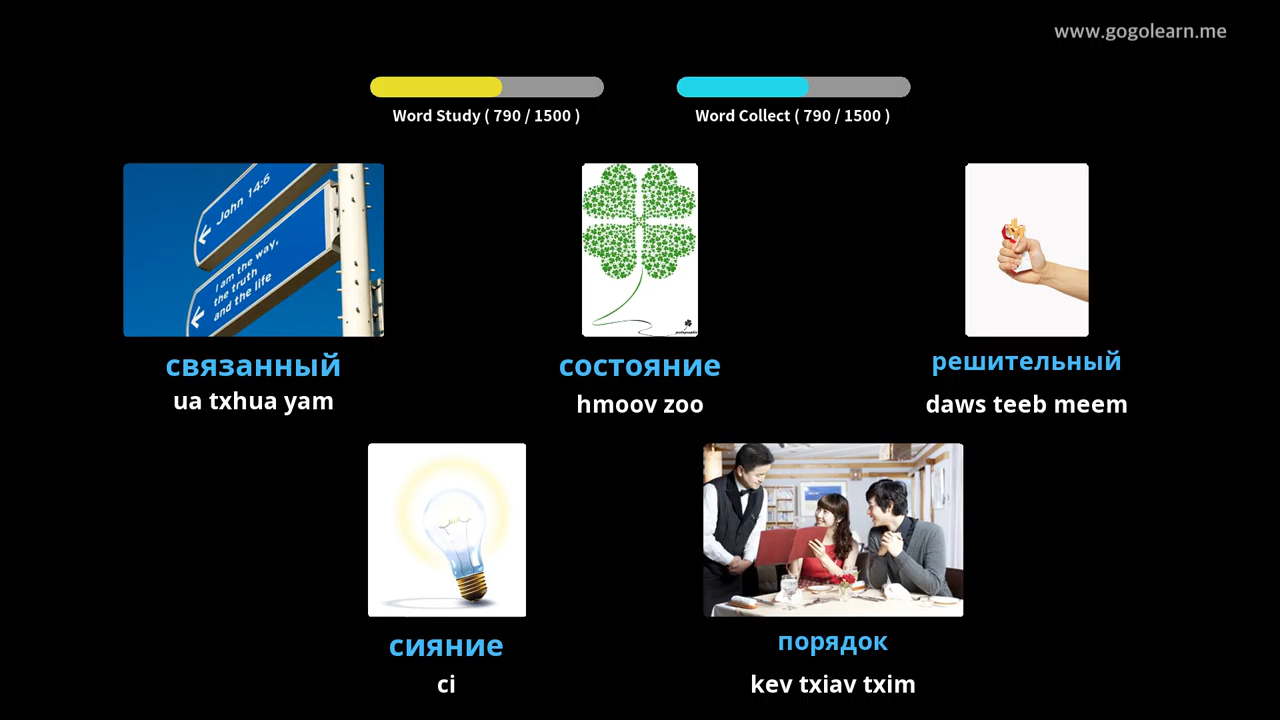 www.gogolearn.me
Word Study ( 790 / 1500 )
Word Collect ( 790 / 1500 )
John 14:6
I am the way,
the truth
and the life
связанный
ua txhua yam
состояние
hmoov zoo
решительный
daws teeb meem
сияние
ci
порядок
kev txiav txim